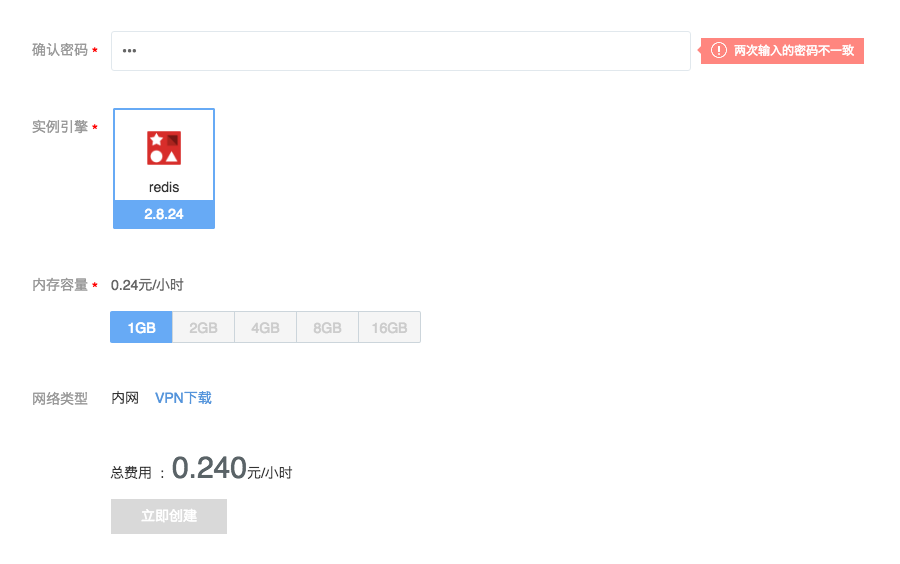 确认密码 * ••• 两次输入的密码不一致
实例引擎 *
redis
2.8.24
内存容量 * 0.24元/小时
1GB 2GB 4GB 8GB 16GB
网络类型 内网 VPN下载
总费用 : 0.240元/小时
立即创建